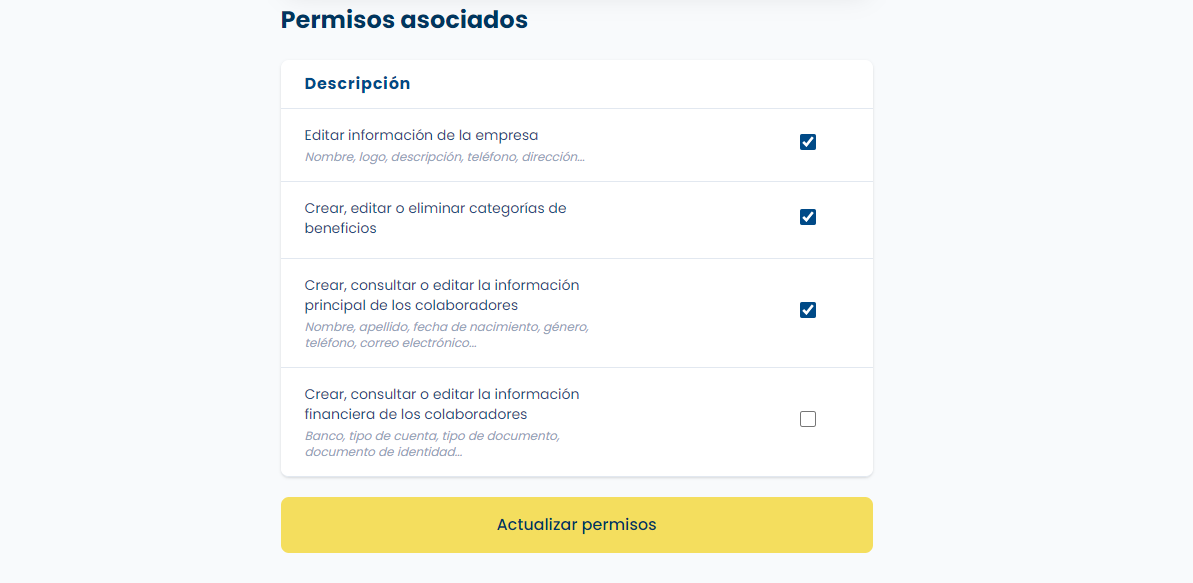 Permisos asociados
Descripción
Editar información de la empresa
Nombre, logo, descripción, teléfono, dirección...
Crear, editar o eliminar categorías de
beneficios
Crear, consultar o editar la información
principal de los colaboradores
Nombre, apellido, fecha de nacimiento, género,
teléfono, correo electrónico...
Crear, consultar o editar la información
financiera de los colaboradores
Banco, tipo de cuenta, tipo de documento,
documento de identidad...
Actualizar permisos